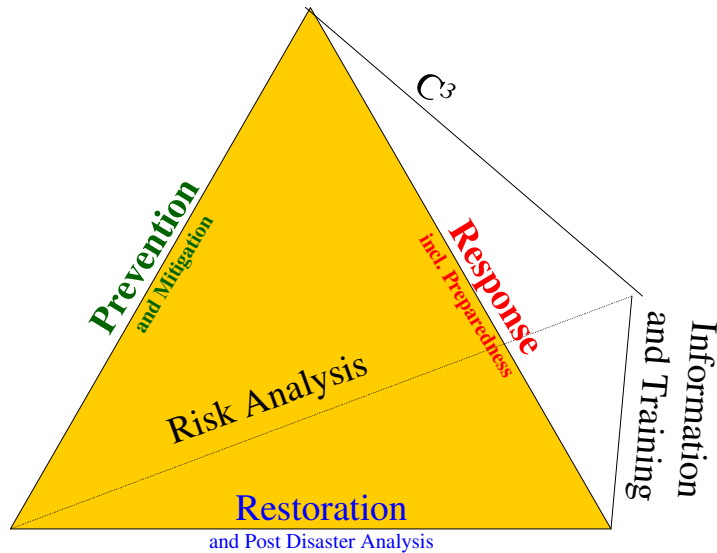 C³
Prevention
and Mitigation
Response
incl. Preparedness
Information
and Training
Risk Analysis
Restoration
and Post Disaster Analysis